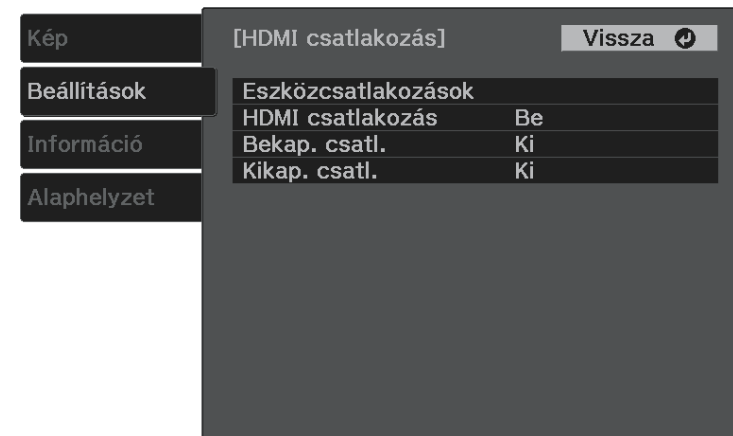 Kép
Beállítások
Információ
Alaphelyzet
[HDMI csatlakozás] Vissza
Eszközcsatlakozások
HDMI csatlakozás Be
Bekap. csatl. Ki
Kikap. csatl. Ki